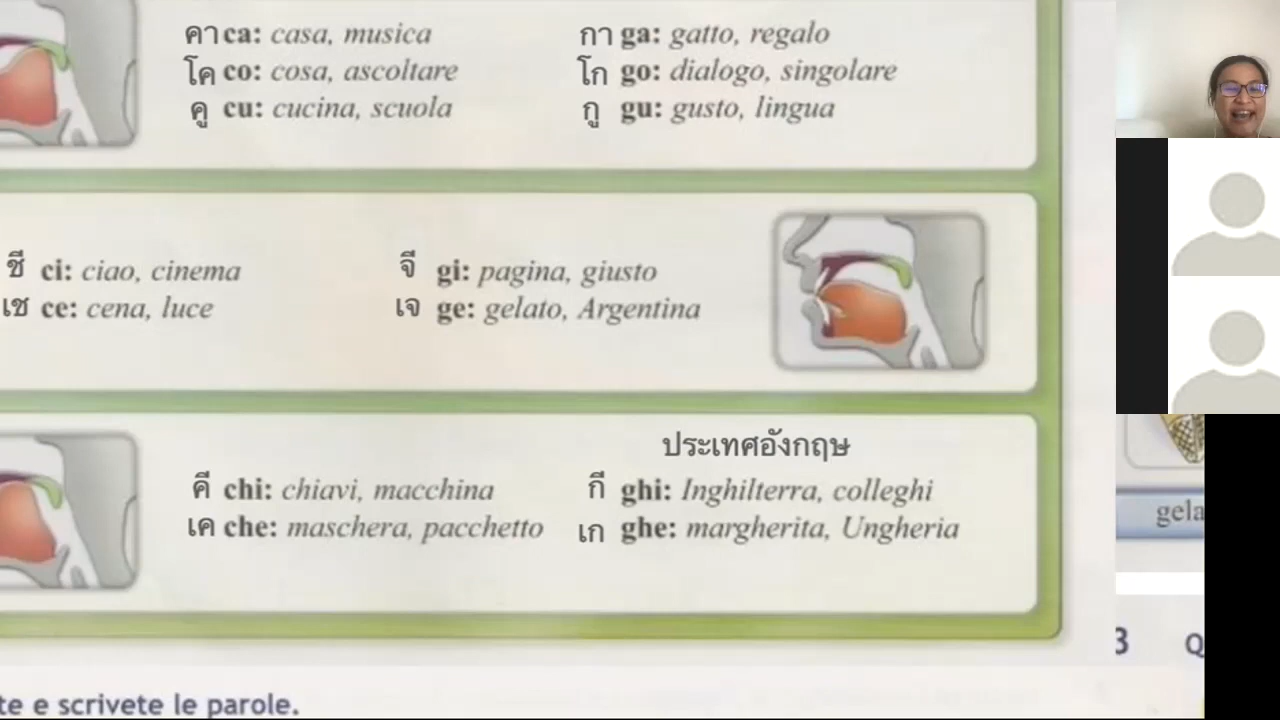 คา ca: casa, musica กา ga: gatto, regalo
โค co: cosa, ascoltare โก go: dialogo, singolare
คู cu: cucina, scuola กู gu: gusto, lingua
ชี ci: ciao, cinema จี gi: pagina, giusto
เช ce: cena, luce เจ ge: gelato, Argentina
ประเทศอังกฤษ
คี chi: chiavi, macchina กี ghi: Inghilterra, colleghi
เค che: maschera, pacchetto เก ghe: margherita, Ungheria
gela
3 Q
te e scrivete le parole.